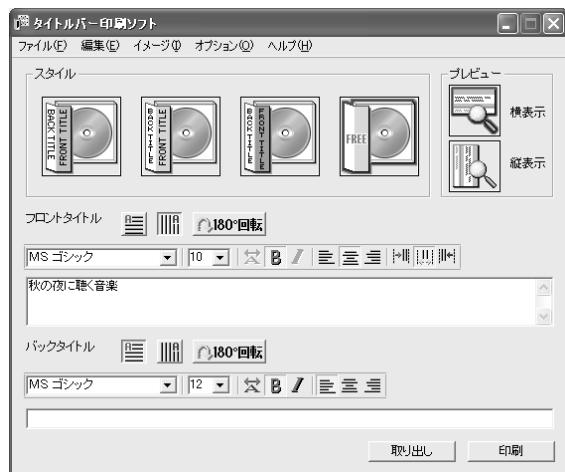 タイトルバー印刷ソフト
ファイル(F) 編集(E) イメージ(I) オプション(O) ヘルプ(H)
スタイル
プレビュー
BACK TITLE FRONT TITLE
BACK TITLE FRONT TITLE
BACK TITLE FRONT TITLE
FREE
横表示
縦表示
フロントタイトル 180°回転
MS ゴシック 10 B I
秋の夜に聴く音楽
バックタイトル 180°回転
MS ゴシック 12 B I
取り出し 印刷